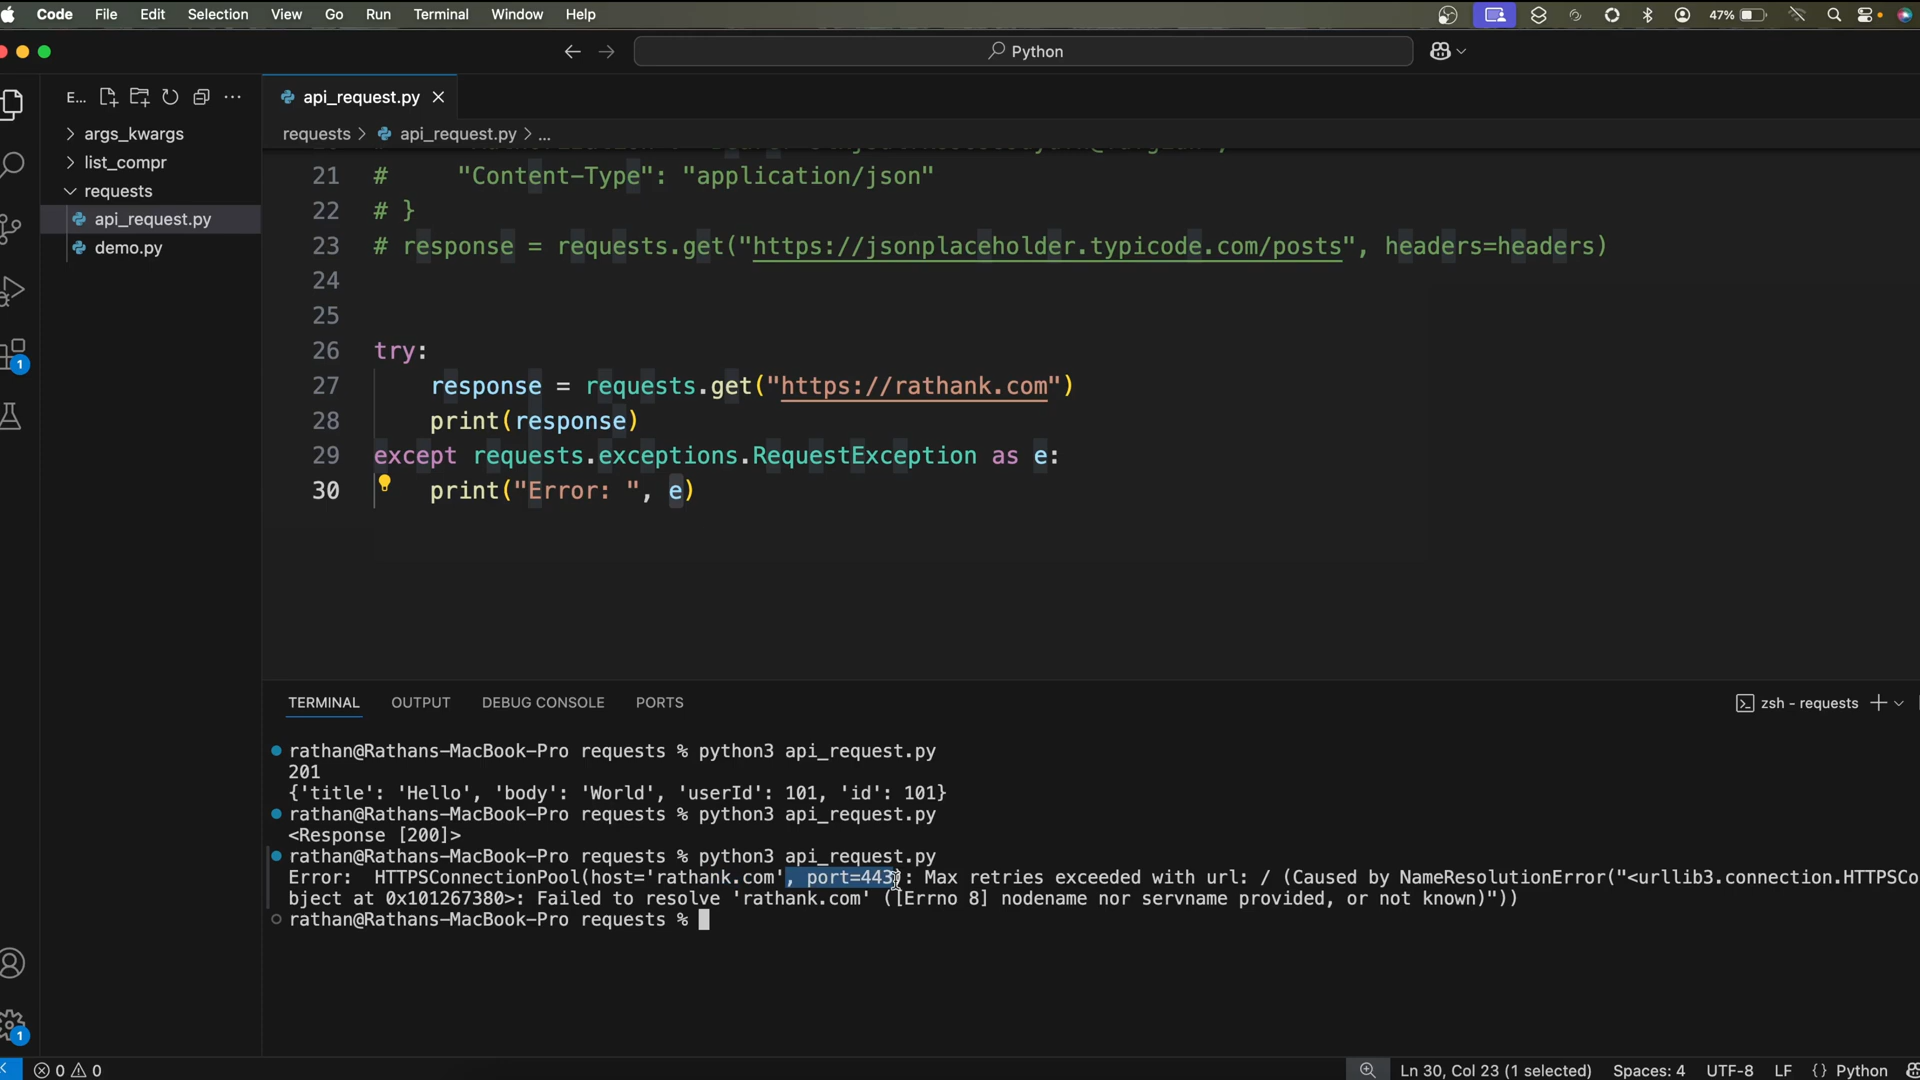 Code File Edit Selection View Go Run Terminal Window Help 47%
Python
E...
api_request.py
args_kwargs
requests > api_request.py > ...
list_compr
requests
api_request.py
demo.py
21 # "Content-Type": "application/json"
22 # }
23 # response = requests.get("https://jsonplaceholder.typicode.com/posts", headers=headers)
24
25
26 try:
27 response = requests.get("https://rathank.com")
28 print(response)
29 except requests.exceptions.RequestException as e:
30 print("Error: ", e)
TERMINAL OUTPUT DEBUG CONSOLE PORTS zsh - requests
rathan@Rathans-MacBook-Pro requests % python3 api_request.py
201
{'title': 'Hello', 'body': 'World', 'userId': 101, 'id': 101}
rathan@Rathans-MacBook-Pro requests % python3 api_request.py
<Response [200]>
rathan@Rathans-MacBook-Pro requests % python3 api_request.py
Error: HTTPSConnectionPool(host='rathank.com', port=443): Max retries exceeded with url: / (Caused by NameResolutionError("<urllib3.connection.HTTPSCo
bject at 0x101267380>: Failed to resolve 'rathank.com' ([Errno 8] nodename nor servname provided, or not known)"))
rathan@Rathans-MacBook-Pro requests %
1
1
0 0 Ln 30, Col 23 (1 selected) Spaces: 4 UTF-8 LF {} Python